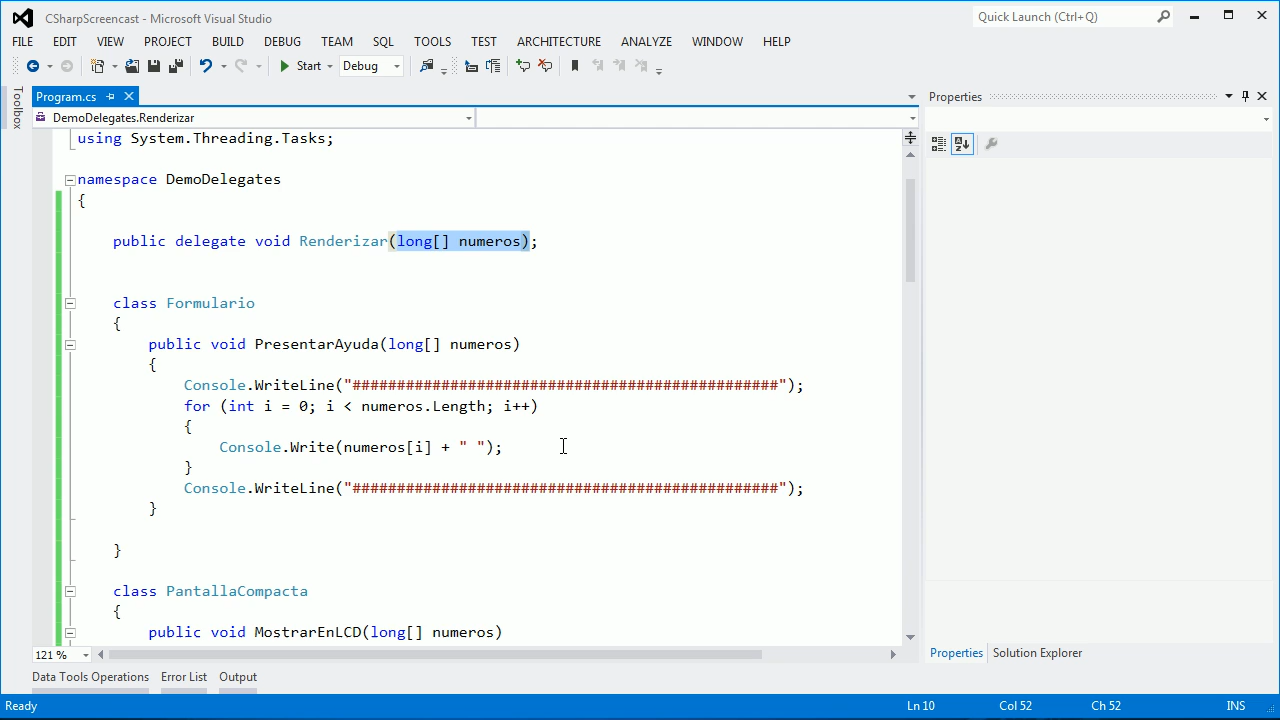 CSharpScreencast - Microsoft Visual Studio
Quick Launch (Ctrl+Q)
FILE EDIT VIEW PROJECT BUILD DEBUG TEAM SQL TOOLS TEST ARCHITECTURE ANALYZE WINDOW HELP
Start Debug
Toolbox
Program.cs
DemoDelegates.Renderizar
using System.Threading.Tasks;
namespace DemoDelegates
{
public delegate void Renderizar(long[] numeros);
class Formulario
{
public void PresentarAyuda(long[] numeros)
{
Console.WriteLine("################################################");
for (int i = 0; i < numeros.Length; i++)
{
Console.Write(numeros[i] + " ");
}
Console.WriteLine("################################################");
}
}
class PantallaCompacta
{
public void MostrarEnLCD(long[] numeros)
121 %
Properties
Properties Solution Explorer
Data Tools Operations Error List Output
Ready Ln 10 Col 52 Ch 52 INS